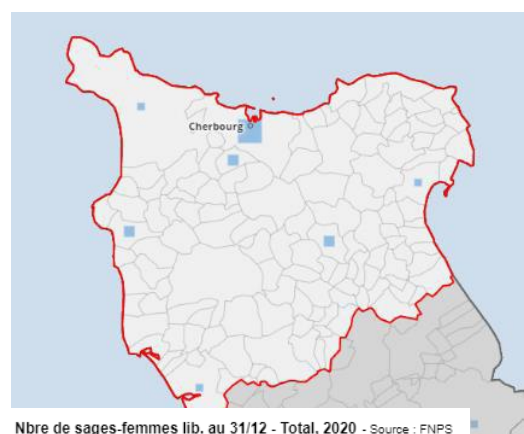 Cherbourg
Nbre de sages-femmes lib. au 31/12 - Total, 2020 - Source : FNPS